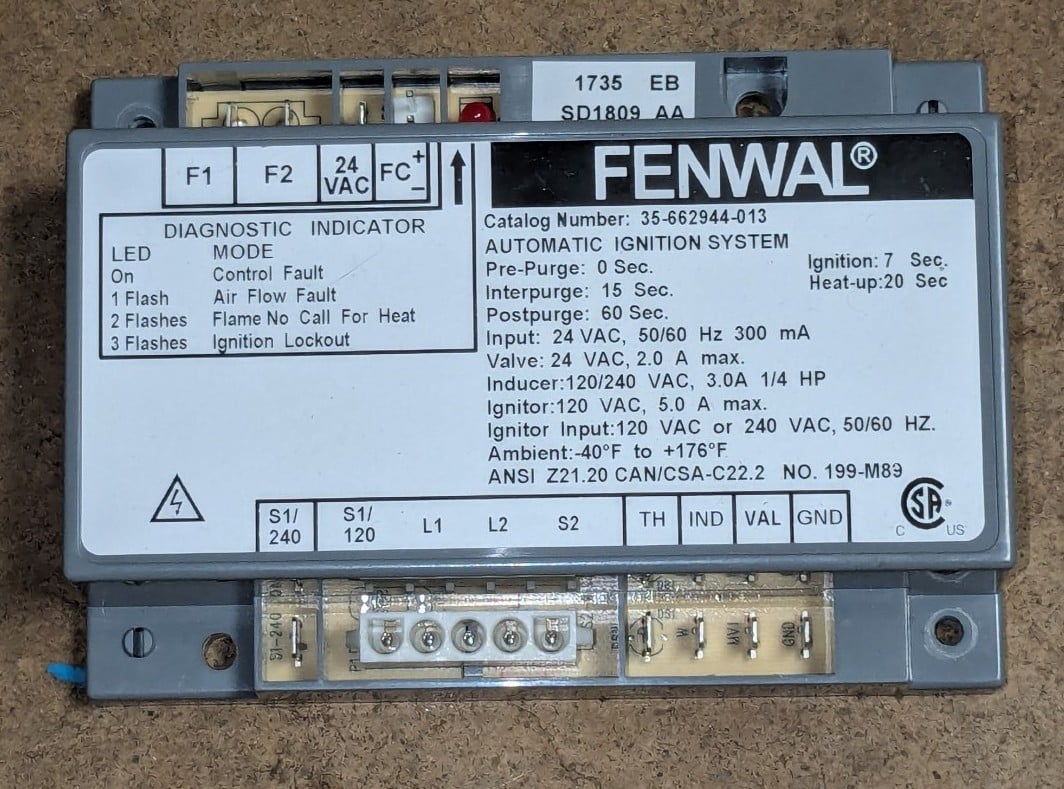 1735 EB
SD1809 AA
F1 F2 24 VAC FC + -
FENWAL®
DIAGNOSTIC INDICATOR
LED MODE
On Control Fault
1 Flash Air Flow Fault
2 Flashes Flame No Call For Heat
3 Flashes Ignition Lockout
Catalog Number: 35-662944-013
AUTOMATIC IGNITION SYSTEM
Pre-Purge: 0 Sec.
Interpurge: 15 Sec.
Postpurge: 60 Sec.
Ignition: 7 Sec.
Heat-up:20 Sec
Input: 24 VAC, 50/60 Hz 300 mA
Valve: 24 VAC, 2.0 A max.
Inducer:120/240 VAC, 3.0A 1/4 HP
Ignitor:120 VAC, 5.0 A max.
Ignitor Input:120 VAC or 240 VAC, 50/60 HZ.
Ambient:-40°F to +176°F
ANSI Z21.20 CAN/CSA-C22.2 NO. 199-M89
C SA® US
S1/ 240 S1/ 120 L1 L2 S2 TH IND VAL GND
S1-240
W
MV1
GND